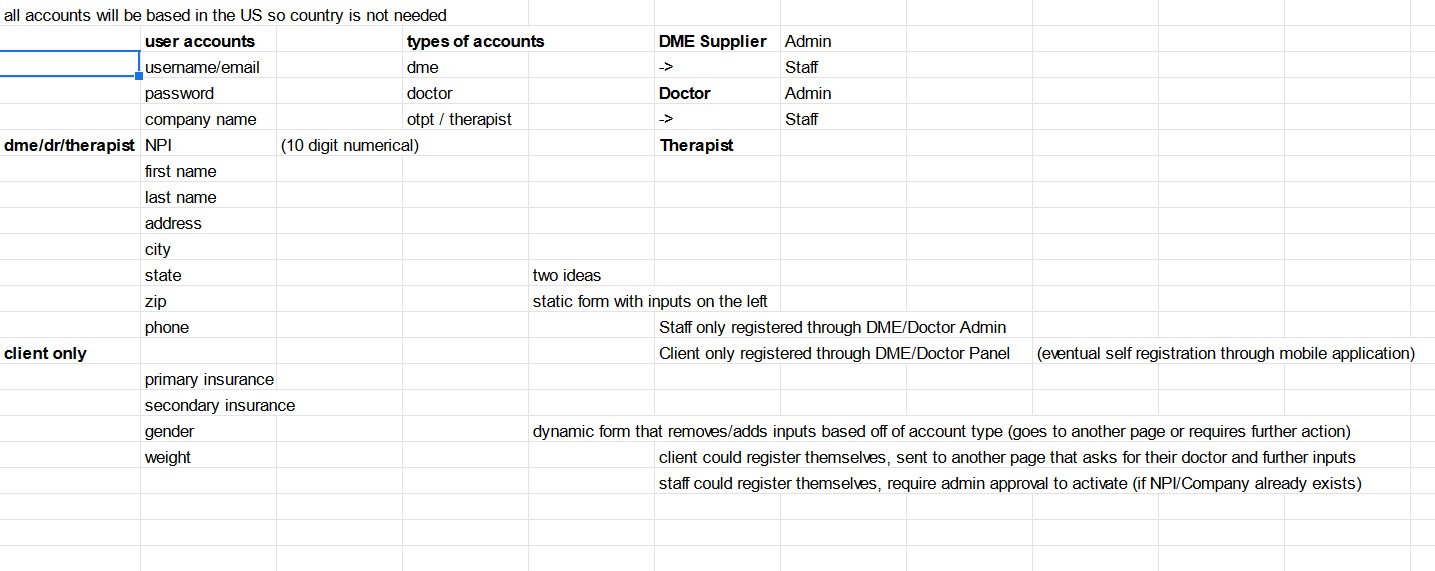 all accounts will be based in the US so country is not needed
user accounts types of accounts DME Supplier Admin
username/email dme -> Staff
password doctor Doctor Admin
company name otpt / therapist -> Staff
dme/dr/therapist NPI (10 digit numerical) Therapist
first name
last name
address
city
state two ideas
zip static form with inputs on the left
phone Staff only registered through DME/Doctor Admin
client only Client only registered through DME/Doctor Panel (eventual self registration through mobile application)
primary insurance
secondary insurance
gender dynamic form that removes/adds inputs based off of account type (goes to another page or requires further action)
weight client could register themselves, sent to another page that asks for their doctor and further inputs
staff could register themselves, require admin approval to activate (if NPI/Company already exists)